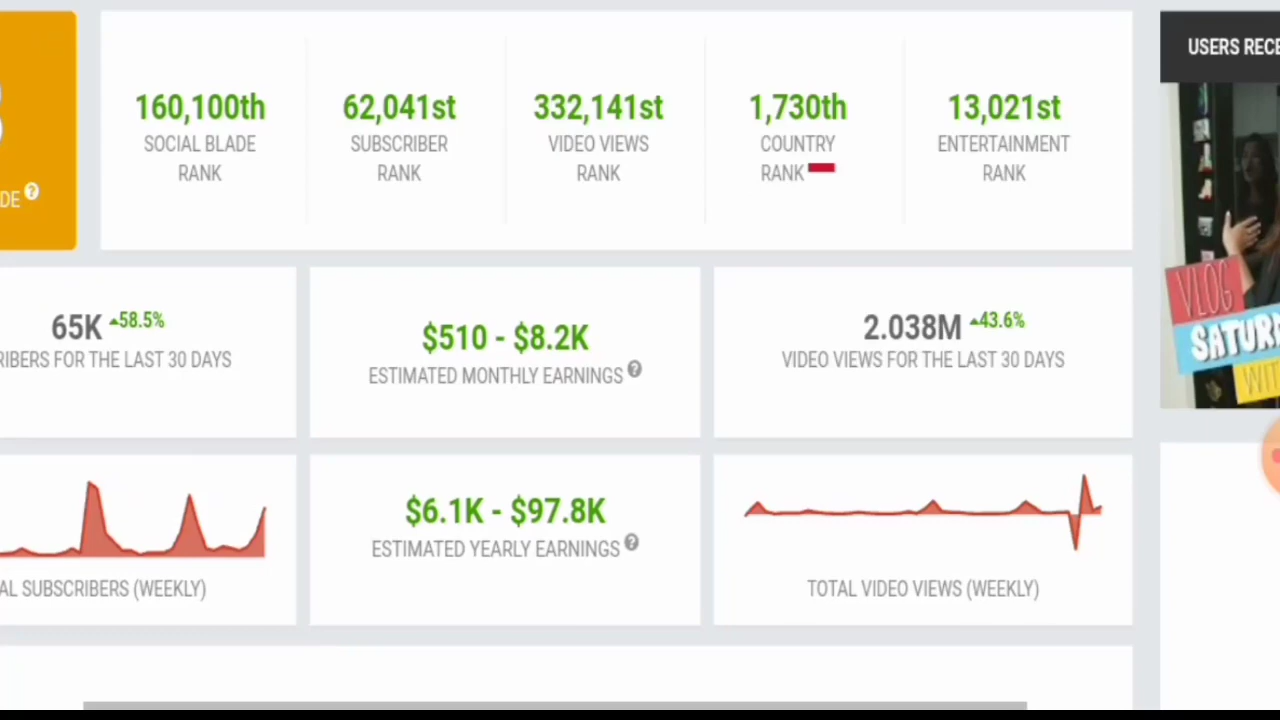 USERS RECE
160,100th
SOCIAL BLADE
RANK
62,041st
SUBSCRIBER
RANK
332,141st
VIDEO VIEWS
RANK
1,730th
COUNTRY
RANK
13,021st
ENTERTAINMENT
RANK
DE ?
65K 58.5%
RIBERS FOR THE LAST 30 DAYS
$510 - $8.2K
ESTIMATED MONTHLY EARNINGS ?
2.038M 43.6%
VIDEO VIEWS FOR THE LAST 30 DAYS
VLOG
SATUR
WIT
AL SUBSCRIBERS (WEEKLY)
$6.1K - $97.8K
ESTIMATED YEARLY EARNINGS ?
TOTAL VIDEO VIEWS (WEEKLY)